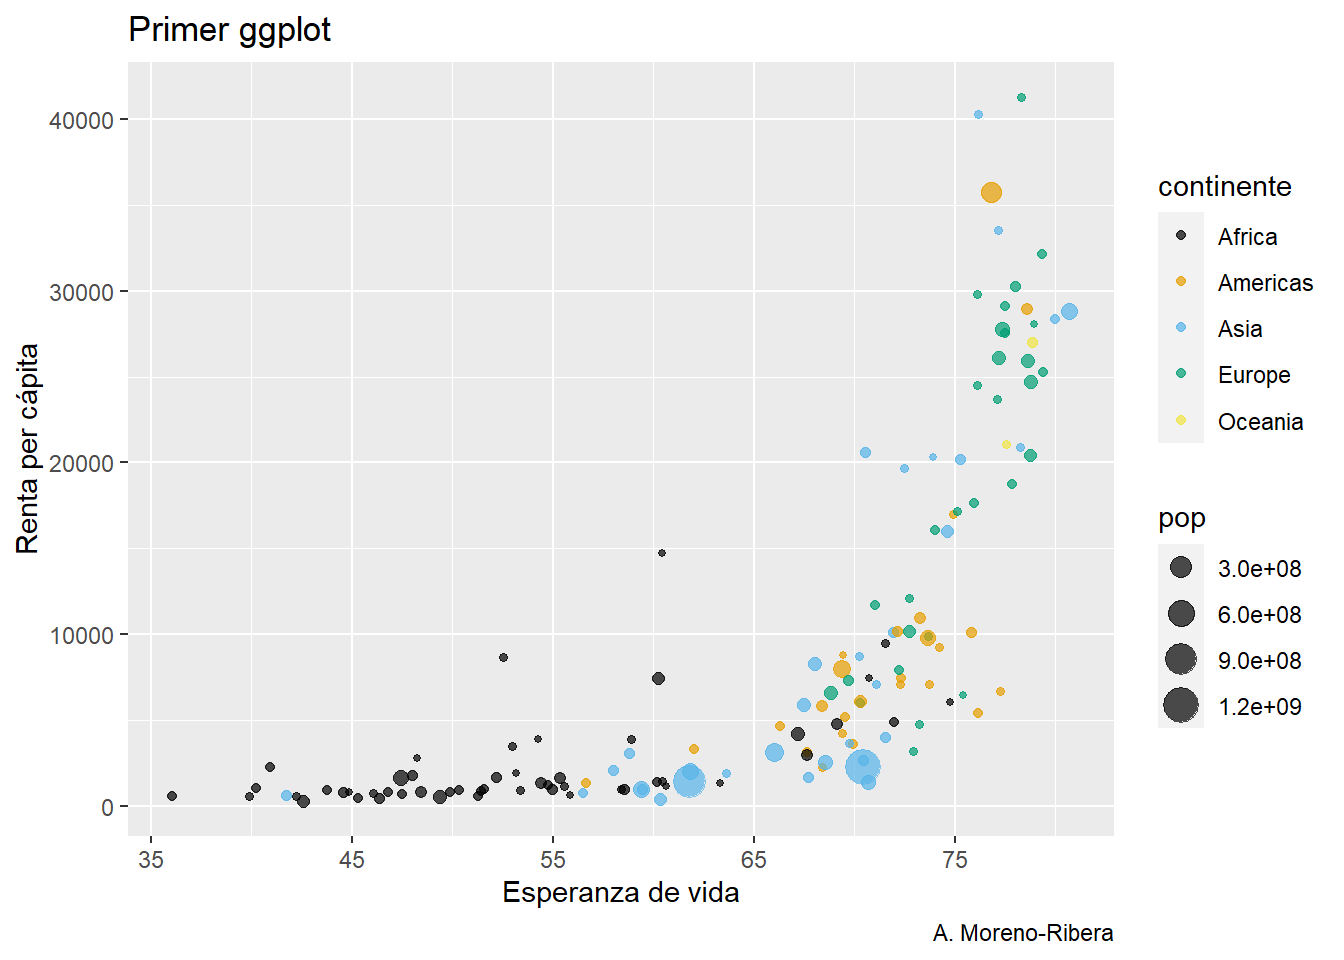 Primer ggplot
Renta per cápita
40000
30000
20000
10000
0
35
45
55
65
75
Esperanza de vida
A. Moreno-Ribera
continente
Africa
Americas
Asia
Europe
Oceania
pop
3.0e+08
6.0e+08
9.0e+08
1.2e+09